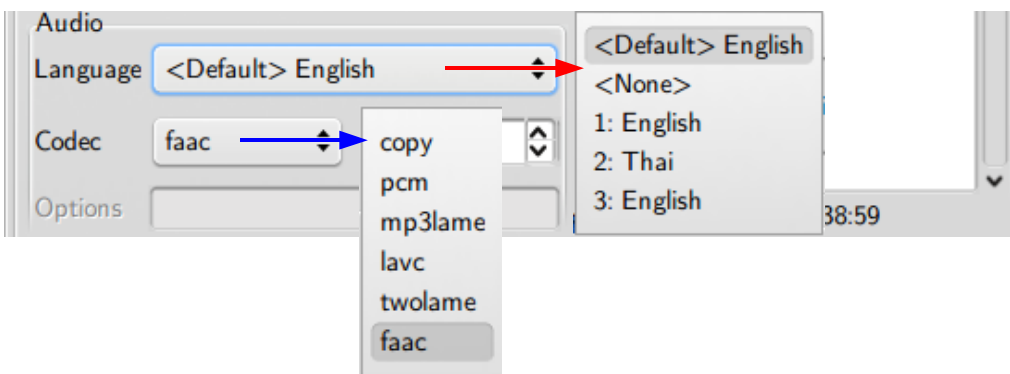 Audio
Language
<Default> English
Codec
faac
Options
copy
pcm
mp3lame
lavc
twolame
faac
<Default> English
<None>
1: English
2: Thai
3: English
38:59